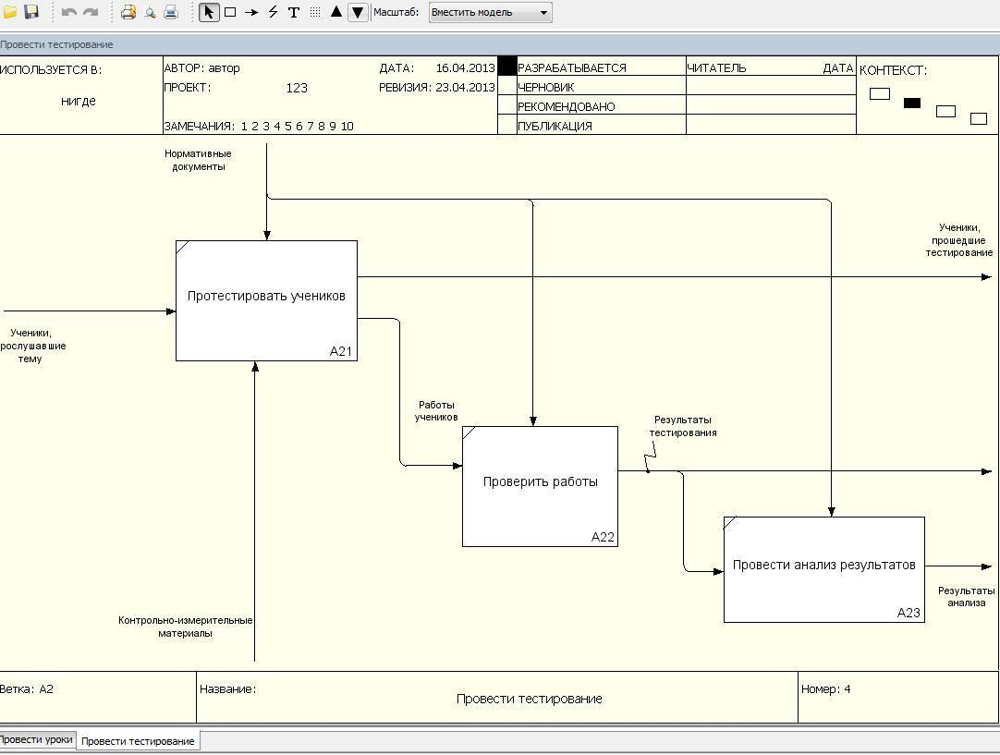 T
Масштаб: Вместить модель
Провести тестирование
ИСПОЛЬЗУЕТСЯ В:
нигде
АВТОР: автор
ДАТА: 16.04.2013
ПРОЕКТ: 123
РЕВИЗИЯ: 23.04.2013
ЗАМЕЧАНИЯ: 1 2 3 4 5 6 7 8 9 10
РАЗРАБАТЫВАЕТСЯ
ЧЕРНОВИК
РЕКОМЕНДОВАНО
ПУБЛИКАЦИЯ
ЧИТАТЕЛЬ
ДАТА
КОНТЕКСТ:
Нормативные
документы
Ученики,
прошедшие
тестирование
Протестировать учеников
A21
Ученики,
рослушавшие
тему
Работы
учеников
Результаты
тестирования
Проверить работы
A22
Провести анализ результатов
A23
Результаты
анализа
Контрольно-измерительные
материалы
Ветка: A2
Название:
Провести тестирование
Номер: 4
Провести уроки
Провести тестирование